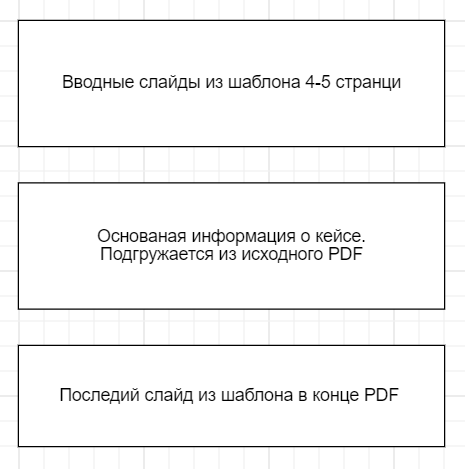 Вводные слайды из шаблона 4-5 странци
Основаная информация о кейсе.
Подгружается из исходного PDF
Последий слайд из шаблона в конце PDF